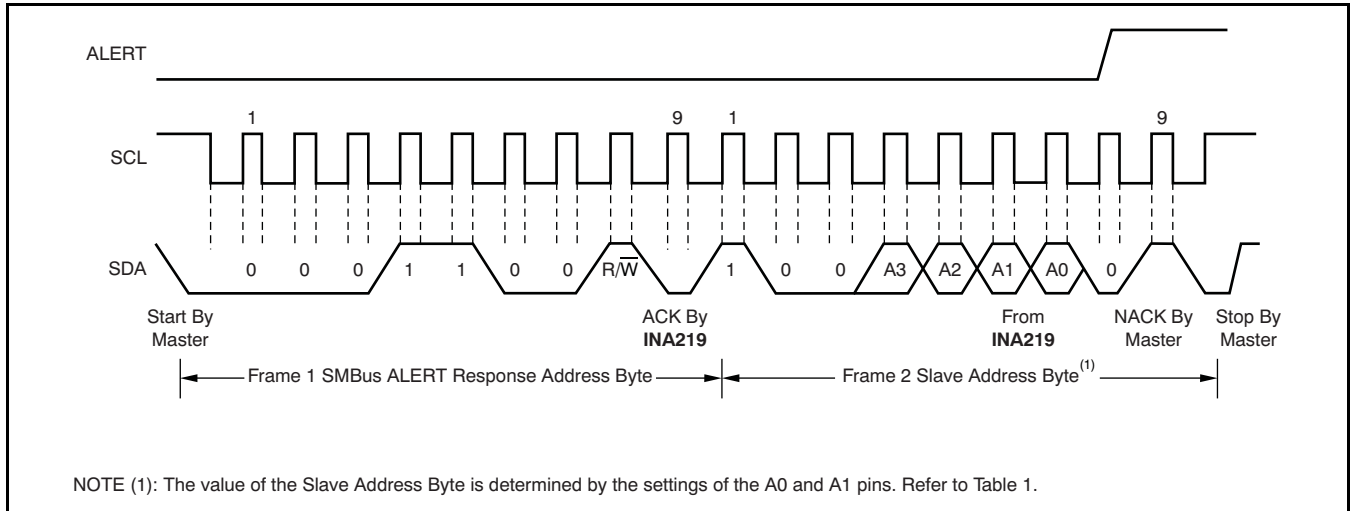 ALERT
1 9 1 9
SCL
SDA 0 0 0 1 1 0 0 R/W̅ 1 0 0 A3 A2 A1 A0 0
Start By
Master
ACK By
INA219
From
INA219
NACK By
Master
Stop By
Master
Frame 1 SMBus ALERT Response Address Byte
Frame 2 Slave Address Byte(1)
NOTE (1): The value of the Slave Address Byte is determined by the settings of the A0 and A1 pins. Refer to Table 1.